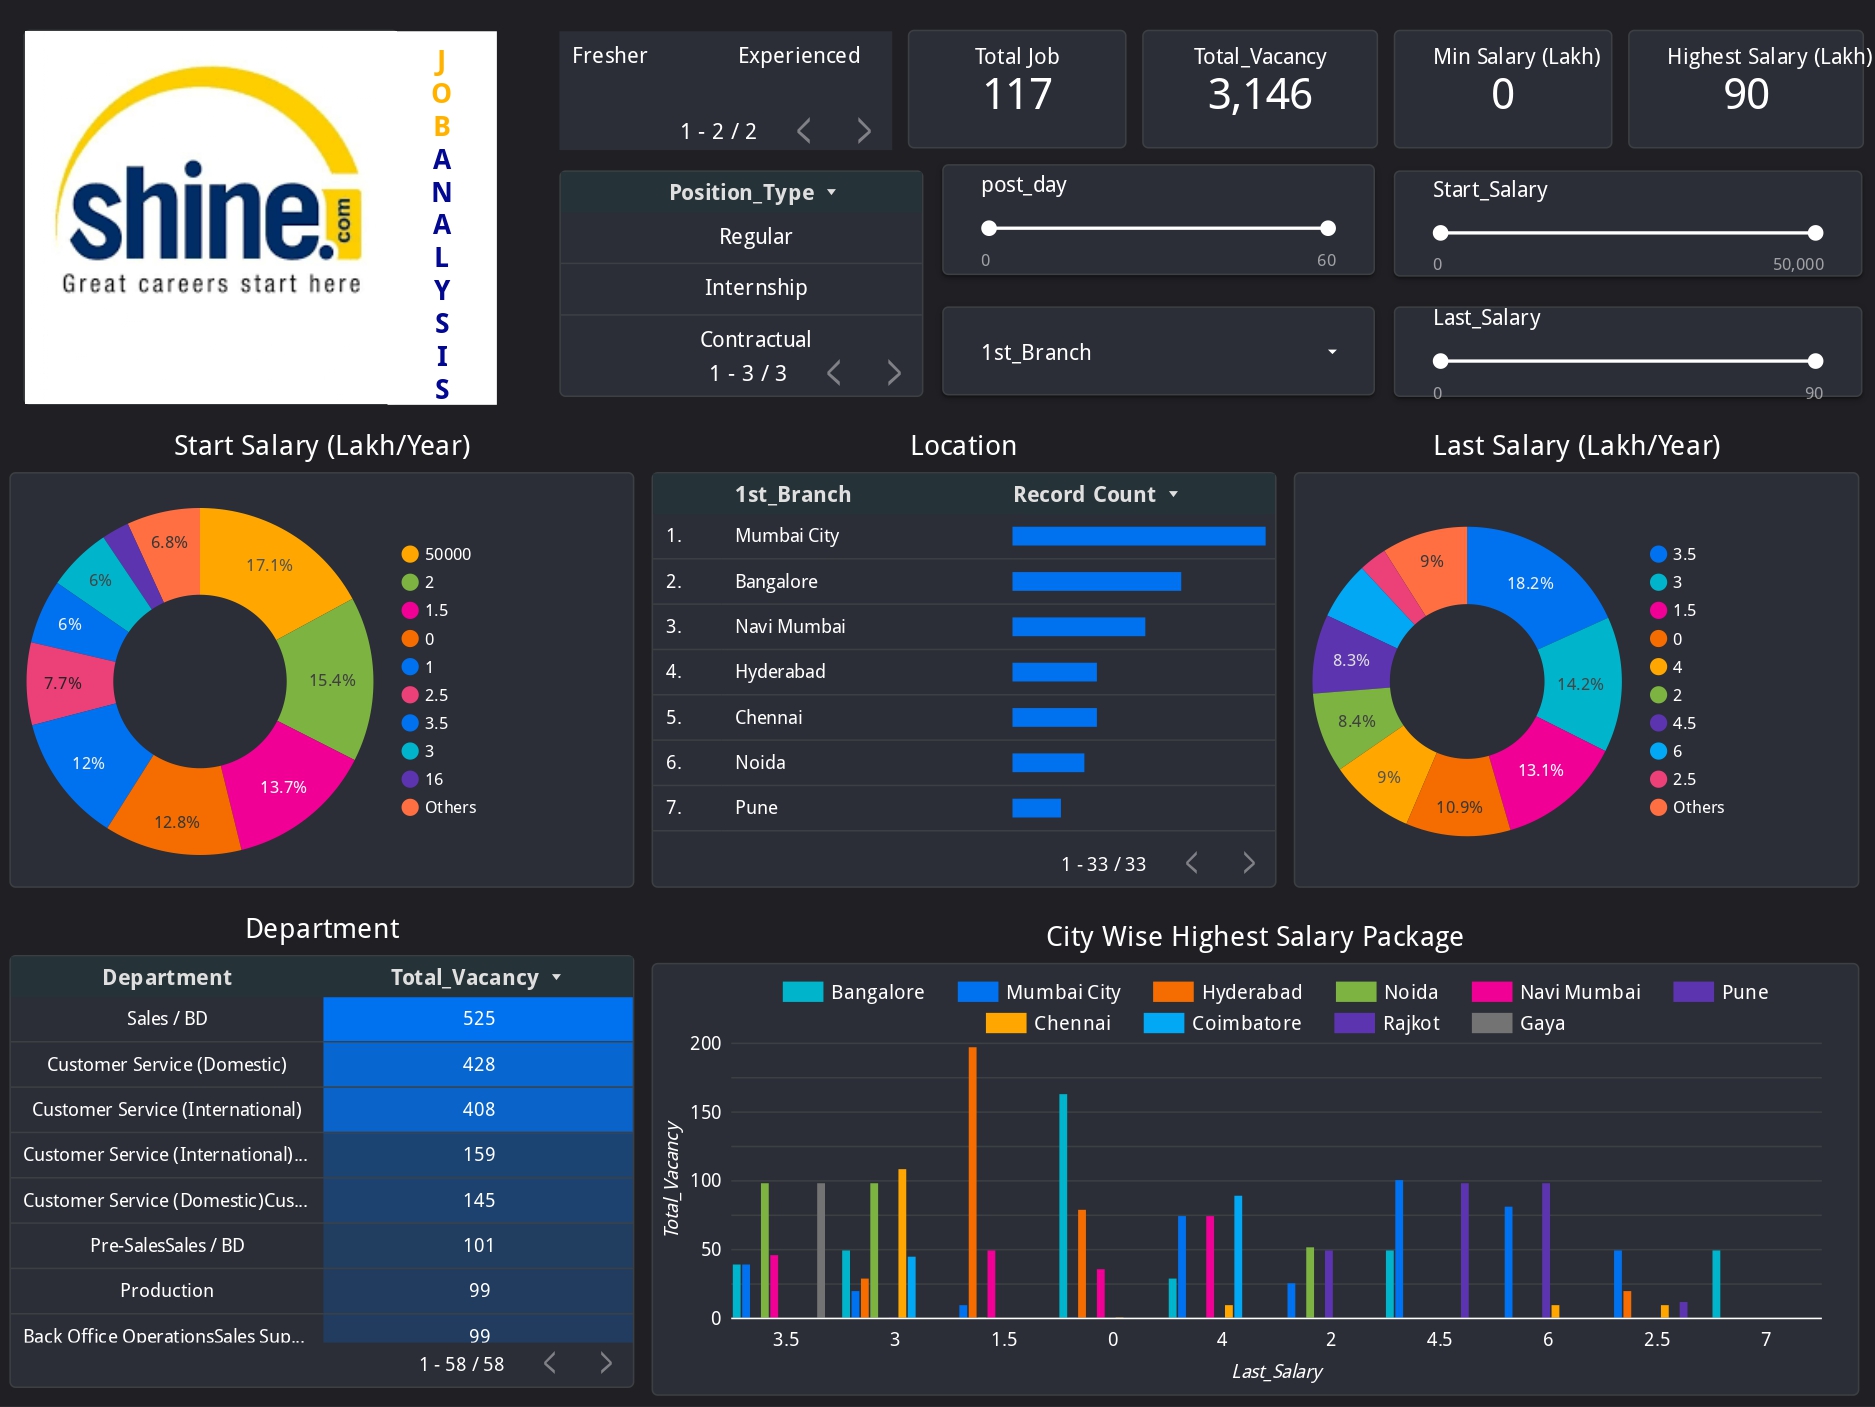 shine.com
Great careers start here
J
O
B
A
N
A
L
Y
S
I
S
Fresher Experienced
1 - 2 / 2
Total Job
117
Total_Vacancy
3,146
Min Salary (Lakh)
0
Highest Salary (Lakh)
90
Position_Type
Regular
Internship
Contractual
1 - 3 / 3
post_day
0 60
1st_Branch
Start_Salary
0 50,000
Last_Salary
0 90
Start Salary (Lakh/Year)
17.1%
15.4%
13.7%
12.8%
12%
7.7%
6%
6%
6.8%
50000
2
1.5
0
1
2.5
3.5
3
16
Others
Location
1st_Branch Record Count
1. Mumbai City
2. Bangalore
3. Navi Mumbai
4. Hyderabad
5. Chennai
6. Noida
7. Pune
1 - 33 / 33
Last Salary (Lakh/Year)
18.2%
14.2%
13.1%
10.9%
9%
8.4%
8.3%
9%
3.5
3
1.5
0
4
2
4.5
6
2.5
Others
Department
Department Total_Vacancy
Sales / BD 525
Customer Service (Domestic) 428
Customer Service (International) 408
Customer Service (International)... 159
Customer Service (Domestic)Cus... 145
Pre-SalesSales / BD 101
Production 99
Back Office OperationsSales Sup... 99
1 - 58 / 58
City Wise Highest Salary Package
Bangalore Mumbai City Hyderabad Noida Navi Mumbai Pune
Chennai Coimbatore Rajkot Gaya
200
150
100
50
0
Total_Vacancy
3.5 3 1.5 0 4 2 4.5 6 2.5 7
Last_Salary